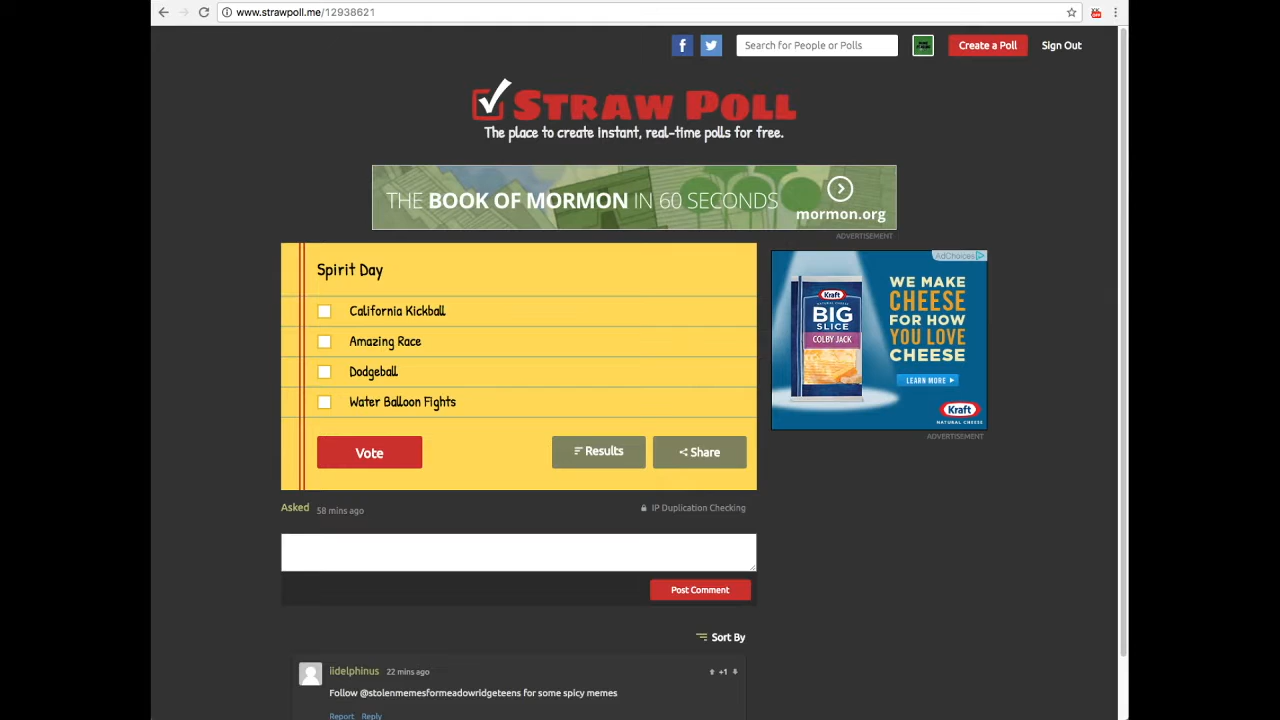 www.strawpoll.me/12938621
Search for People or Polls
Create a Poll
Sign Out
STRAW POLL
The place to create instant, real-time polls for free.
THE BOOK OF MORMON IN 60 SECONDS
mormon.org
ADVERTISEMENT
Spirit Day
California Kickball
Amazing Race
Dodgeball
Water Balloon Fights
Vote
Results
Share
AdChoices
Kraft
BIG
SLICE
COLBY JACK
WE MAKE
CHEESE
FOR HOW
YOU LOVE
CHEESE
LEARN MORE
Kraft
NATURAL CHEESE
ADVERTISEMENT
Asked 58 mins ago
IP Duplication Checking
Post Comment
Sort By
iidelphinus 22 mins ago
+1
Follow @stolenmemesformeadowridgeteens for some spicy memes
Report Reply